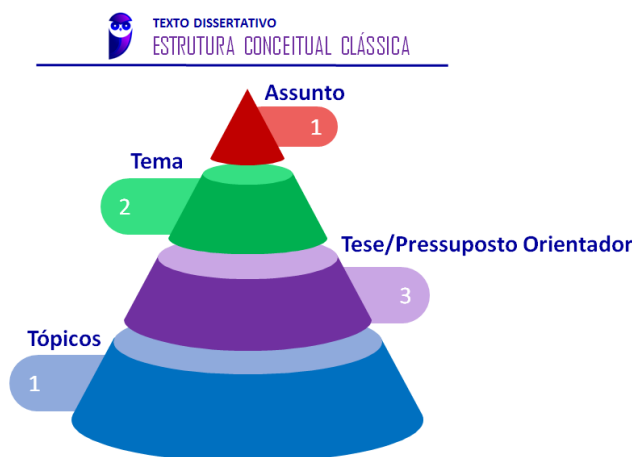 TEXTO DISSERTATIVO
ESTRUTURA CONCEITUAL CLÁSSICA
Assunto
1
Tema
2
Tese/Pressuposto Orientador
3
Tópicos
1